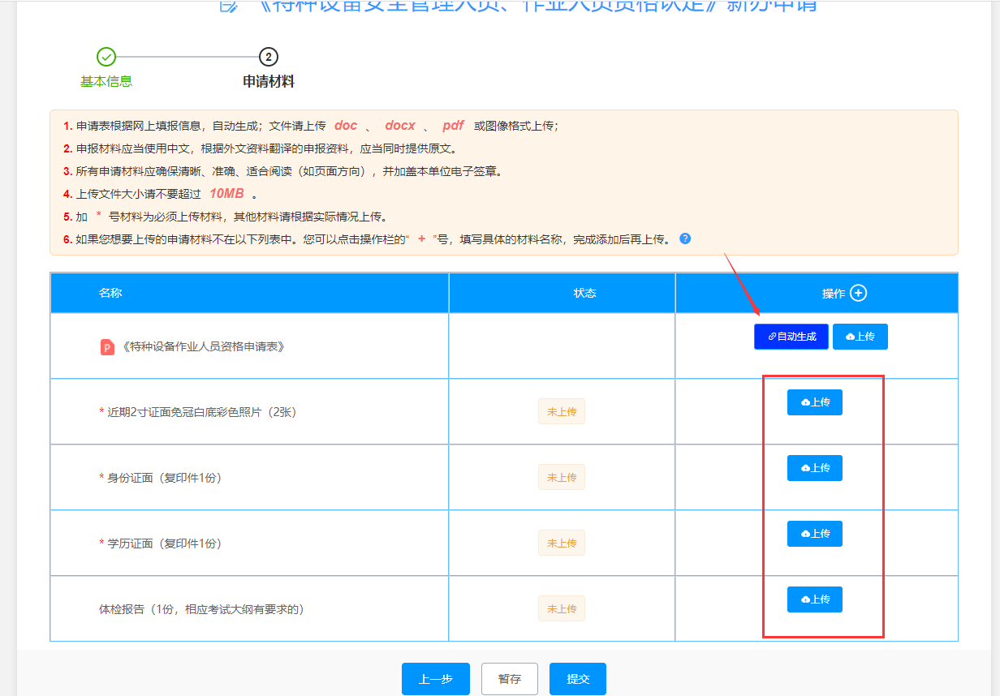 《特种设备安全管理人员、作业人员资格认定》新办申请
2
基本信息
申请材料
1. 申请表根据网上填报信息，自动生成；文件请上传 doc 、 docx 、 pdf 或图像格式上传；
2. 申报材料应当使用中文，根据外文资料翻译的申报资料，应当同时提供原文。
3. 所有申请材料应确保清晰、准确、适合阅读（如页面方向），并加盖本单位电子签章。
4. 上传文件大小请不要超过 10MB 。
5. 加 * 号材料为必须上传材料，其他材料请根据实际情况上传。
6. 如果您想要上传的申请材料不在以下列表中。您可以点击操作栏的“ + ”号，填写具体的材料名称，完成添加后再上传。 ?
名称 状态 操作
P 《特种设备作业人员资格申请表》 自动生成 上传
* 近期2寸证面免冠白底彩色照片（2张） 未上传 上传
* 身份证面（复印件1份） 未上传 上传
* 学历证面（复印件1份） 未上传 上传
体检报告（1份，相应考试大纲有要求的） 未上传 上传
上一步 暂存 提交